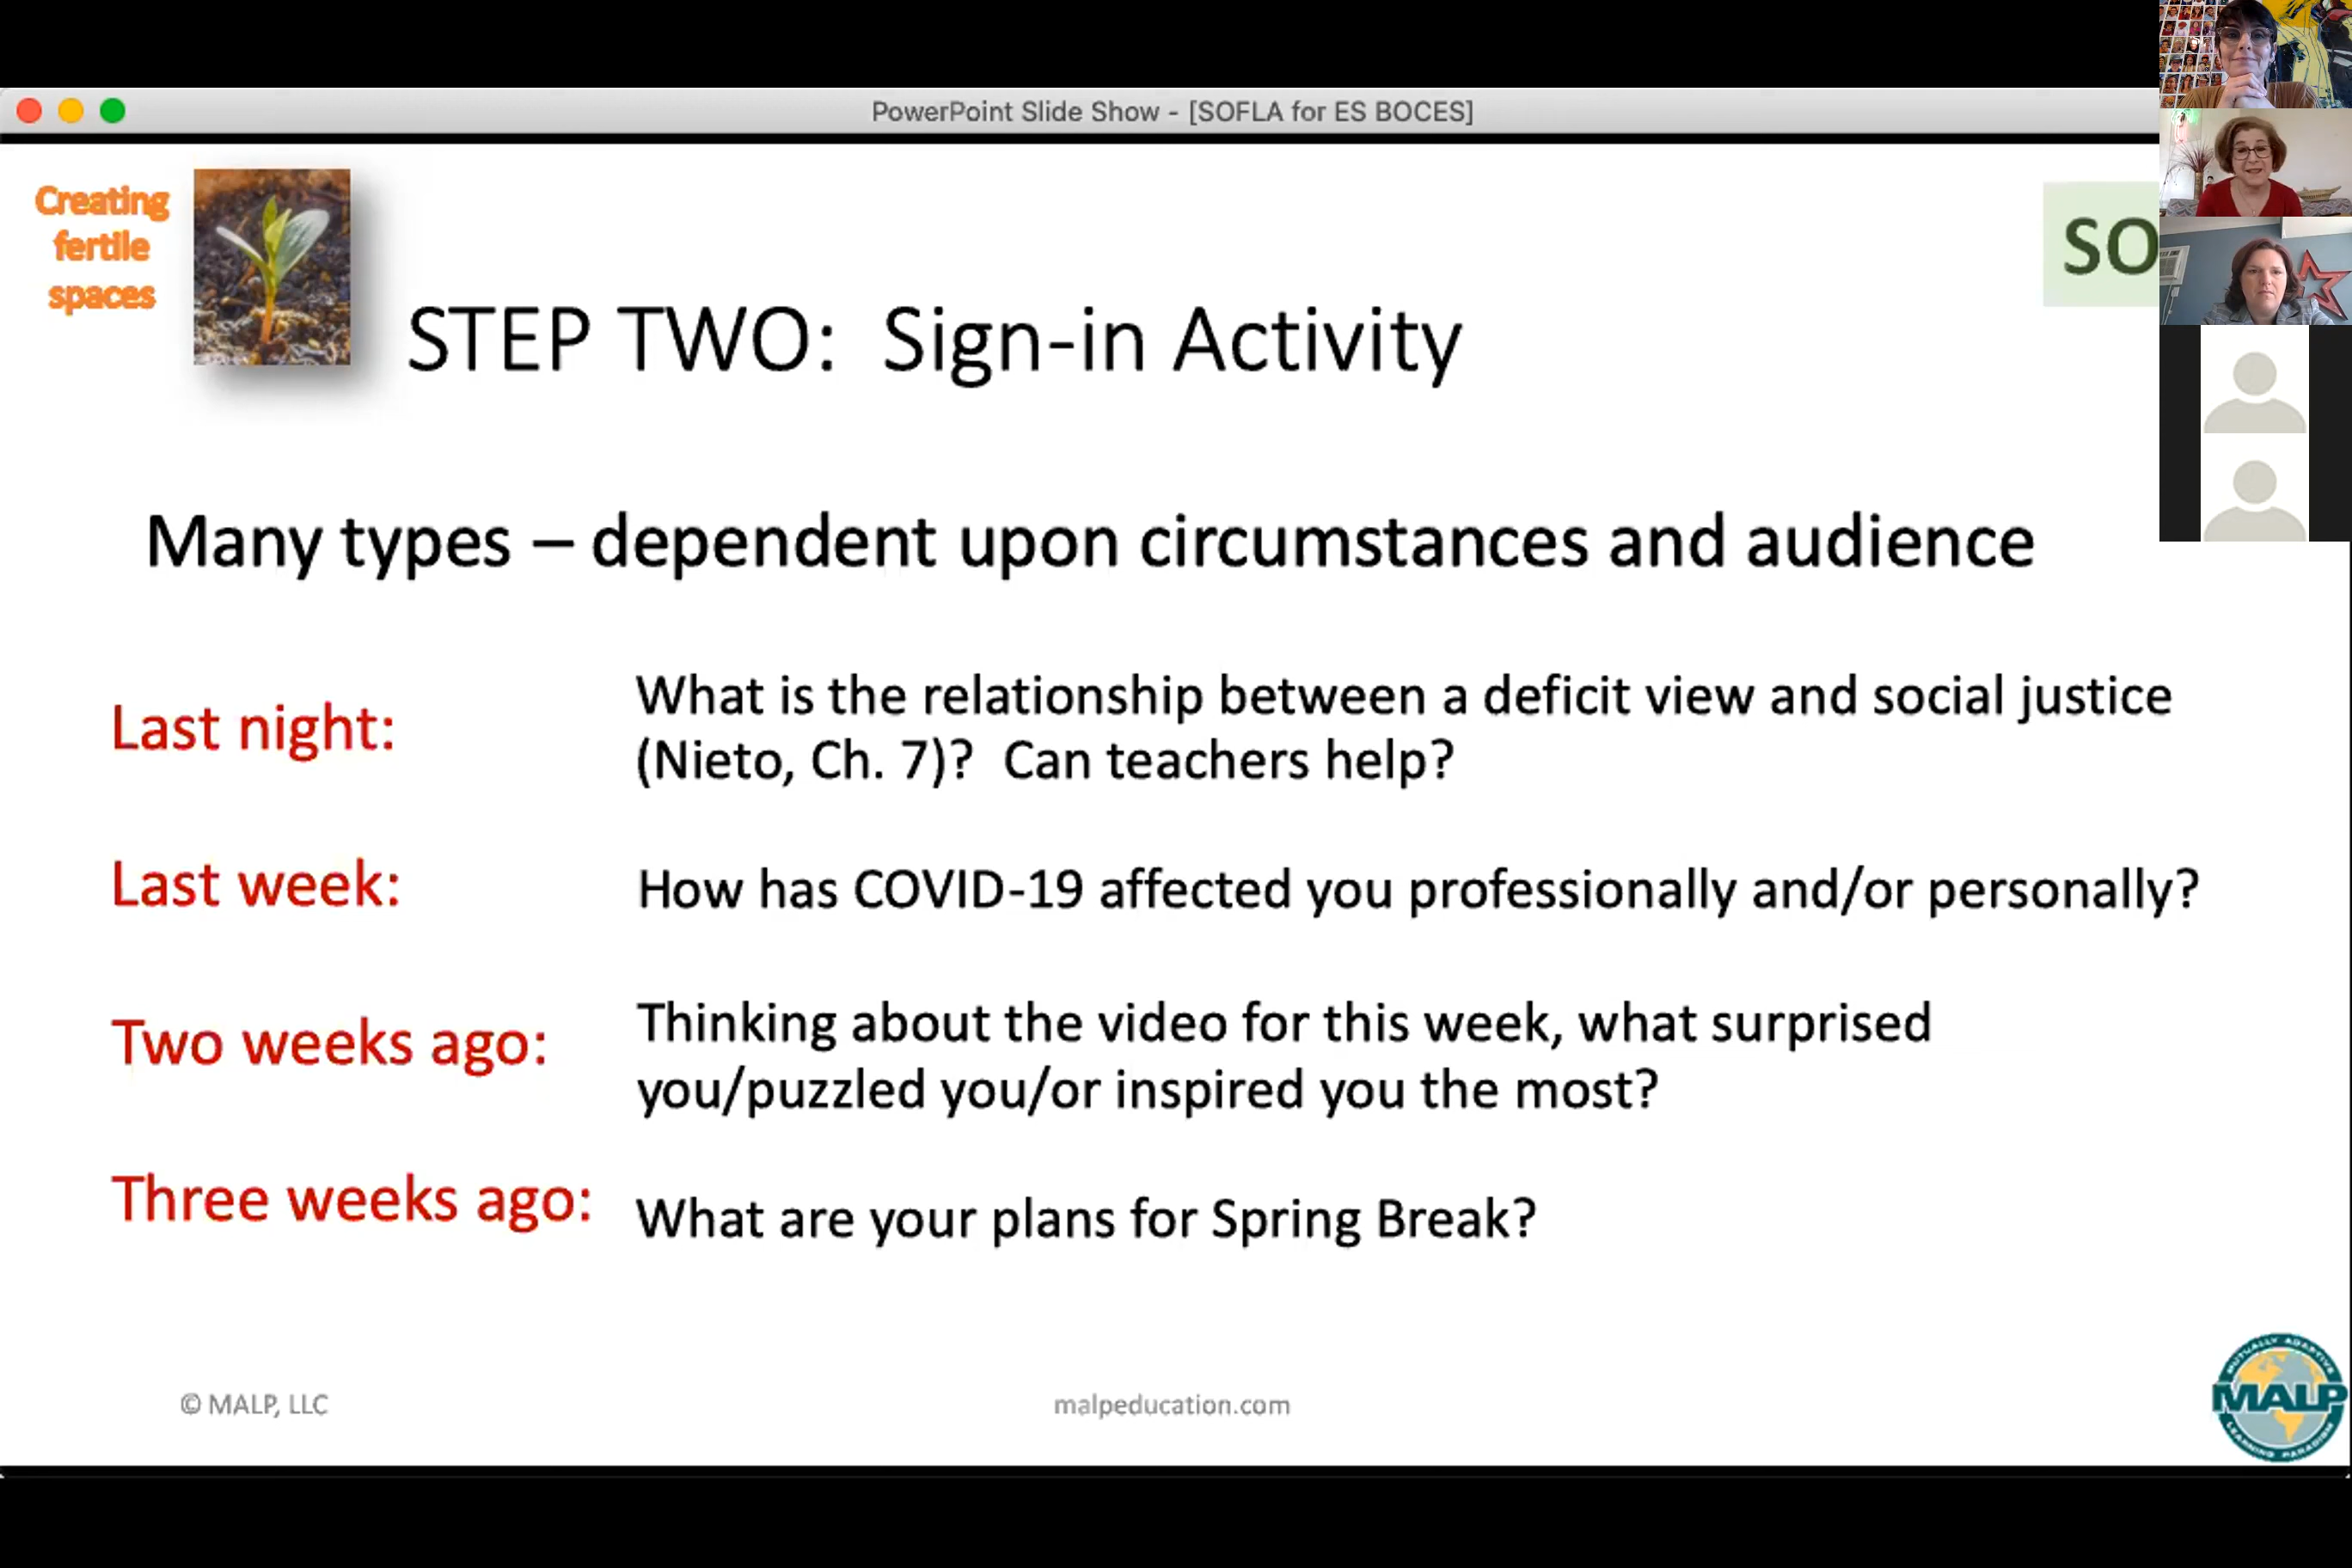 PowerPoint Slide Show - [SOFLA for ES BOCES]
Creating
fertile
spaces
SO
STEP TWO: Sign-in Activity
Many types – dependent upon circumstances and audience
Last night:
What is the relationship between a deficit view and social justice
(Nieto, Ch. 7)? Can teachers help?
Last week:
How has COVID-19 affected you professionally and/or personally?
Two weeks ago:
Thinking about the video for this week, what surprised
you/puzzled you/or inspired you the most?
Three weeks ago:
What are your plans for Spring Break?
© MALP, LLC
malpeducation.com
MUTUALLY ADAPTIVE
MALP
LEARNING PARADIGM